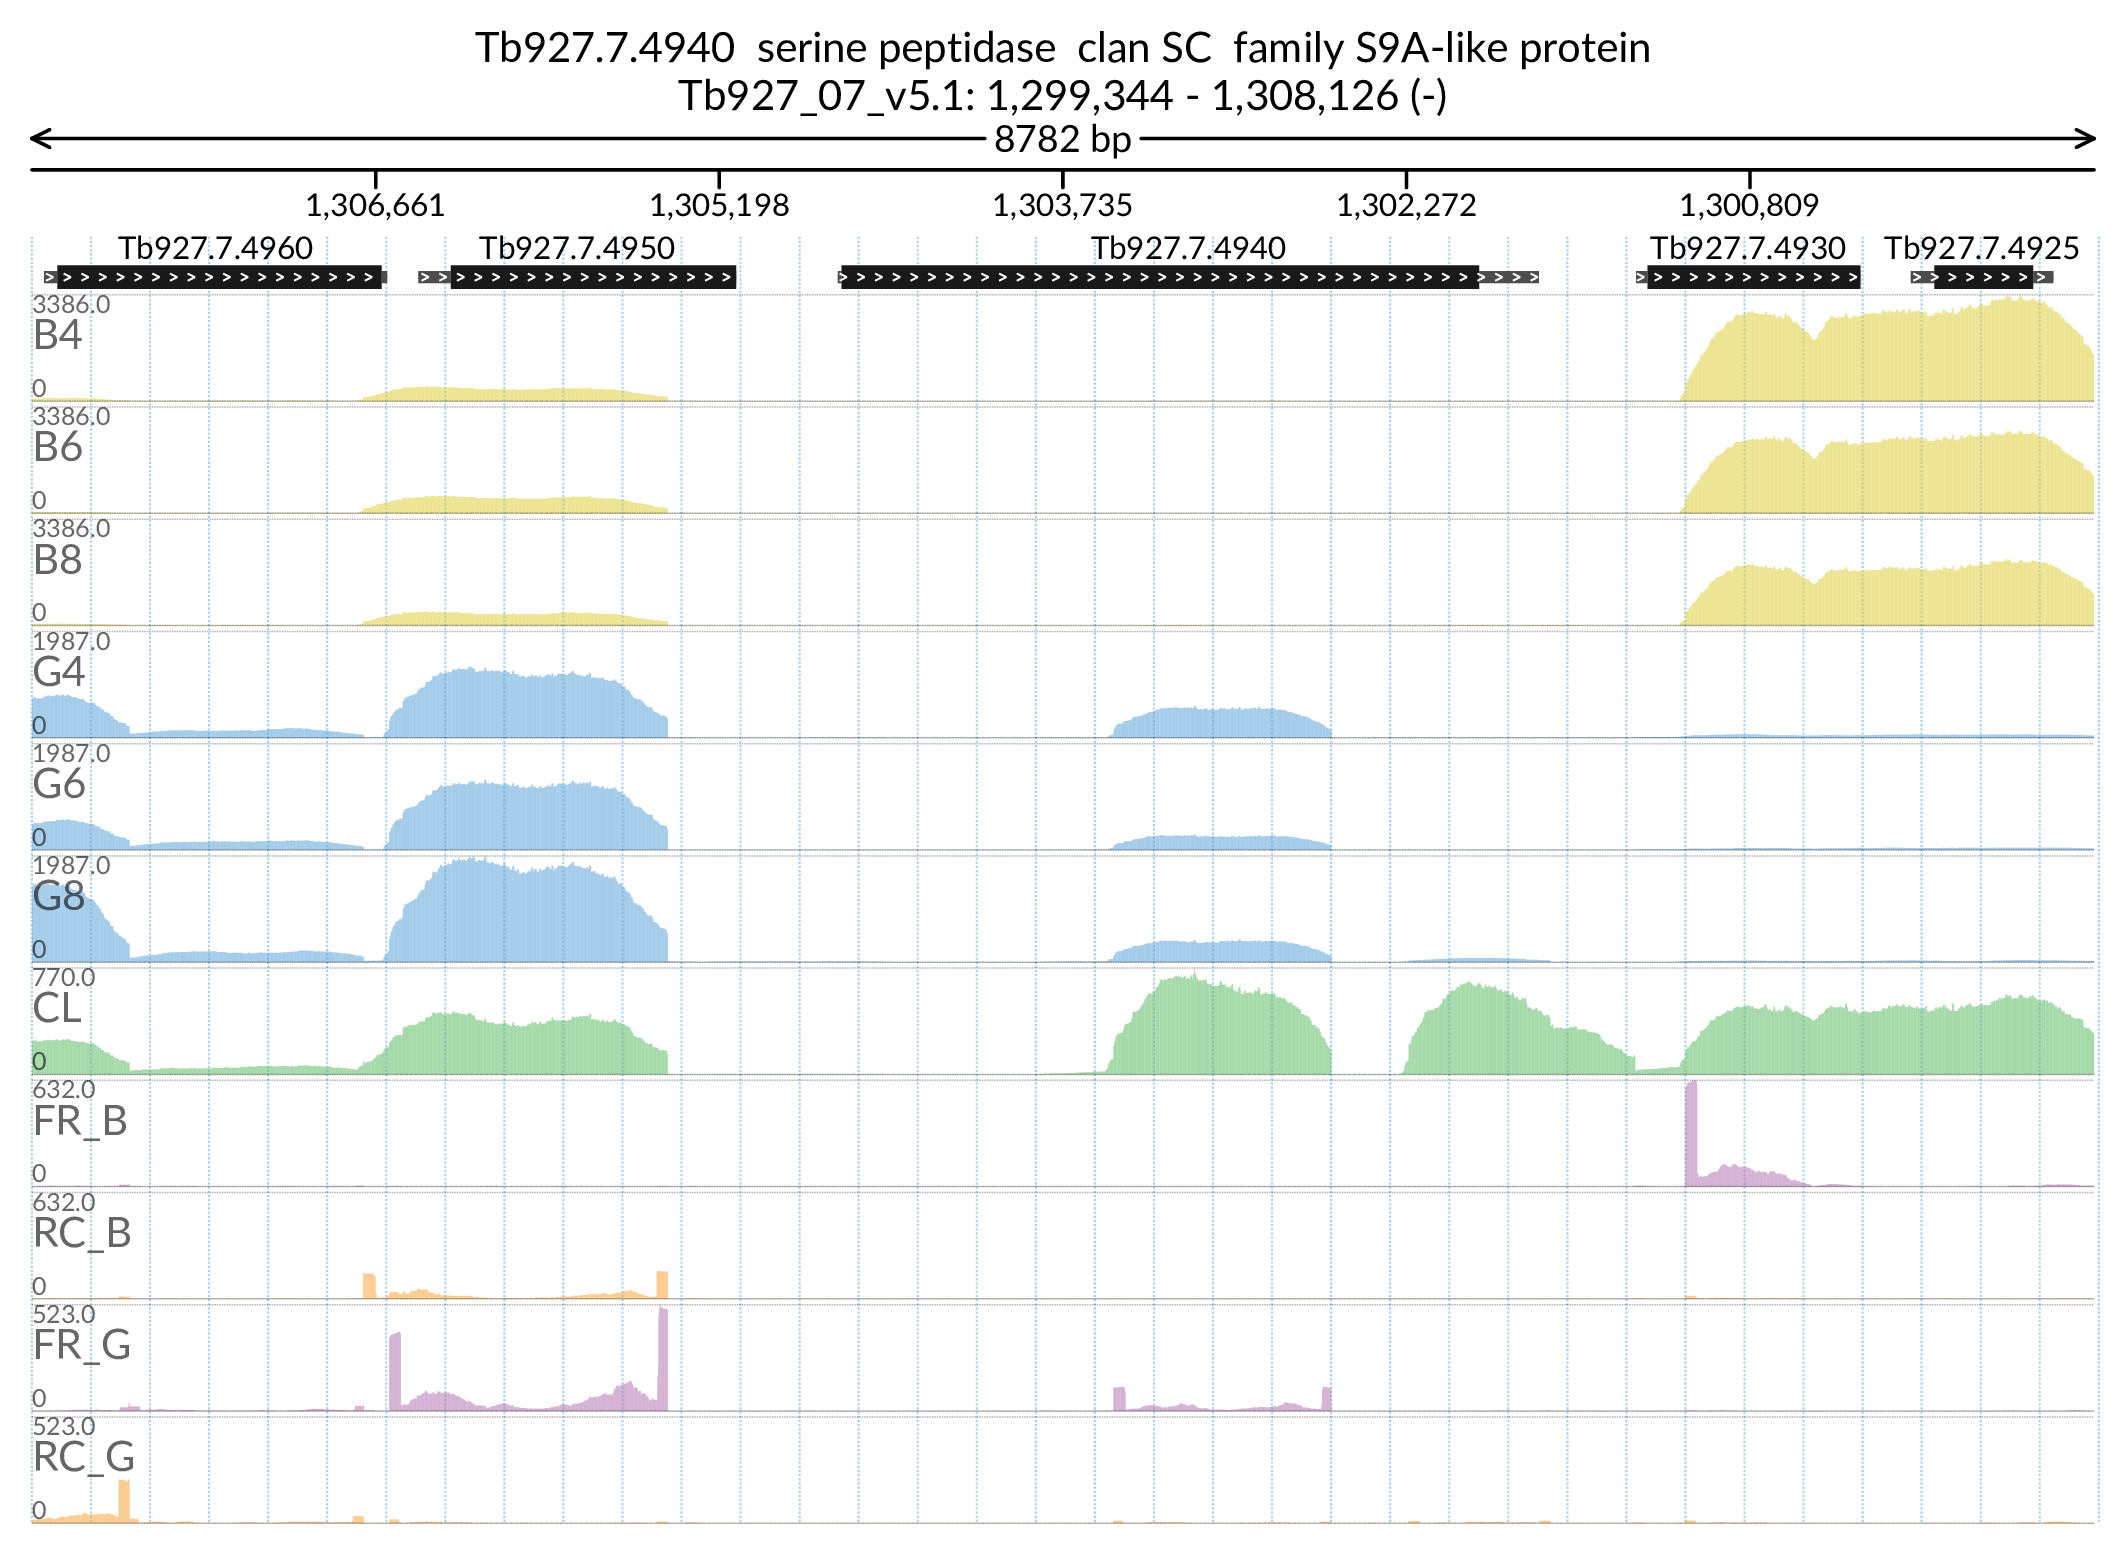 Tb927.7.4940  serine peptidase  clan SC  family S9A-like protein
Tb927_07_v5.1: 1,299,344 - 1,308,126 (-)
8782 bp
1,306,661 1,305,198 1,303,735 1,302,272 1,300,809
Tb927.7.4960 Tb927.7.4950 Tb927.7.4940 Tb927.7.4930 Tb927.7.4925
3386.0
B4
0
3386.0
B6
0
3386.0
B8
0
1987.0
G4
0
1987.0
G6
0
1987.0
G8
0
770.0
CL
0
632.0
FR_B
0
632.0
RC_B
0
523.0
FR_G
0
523.0
RC_G
0